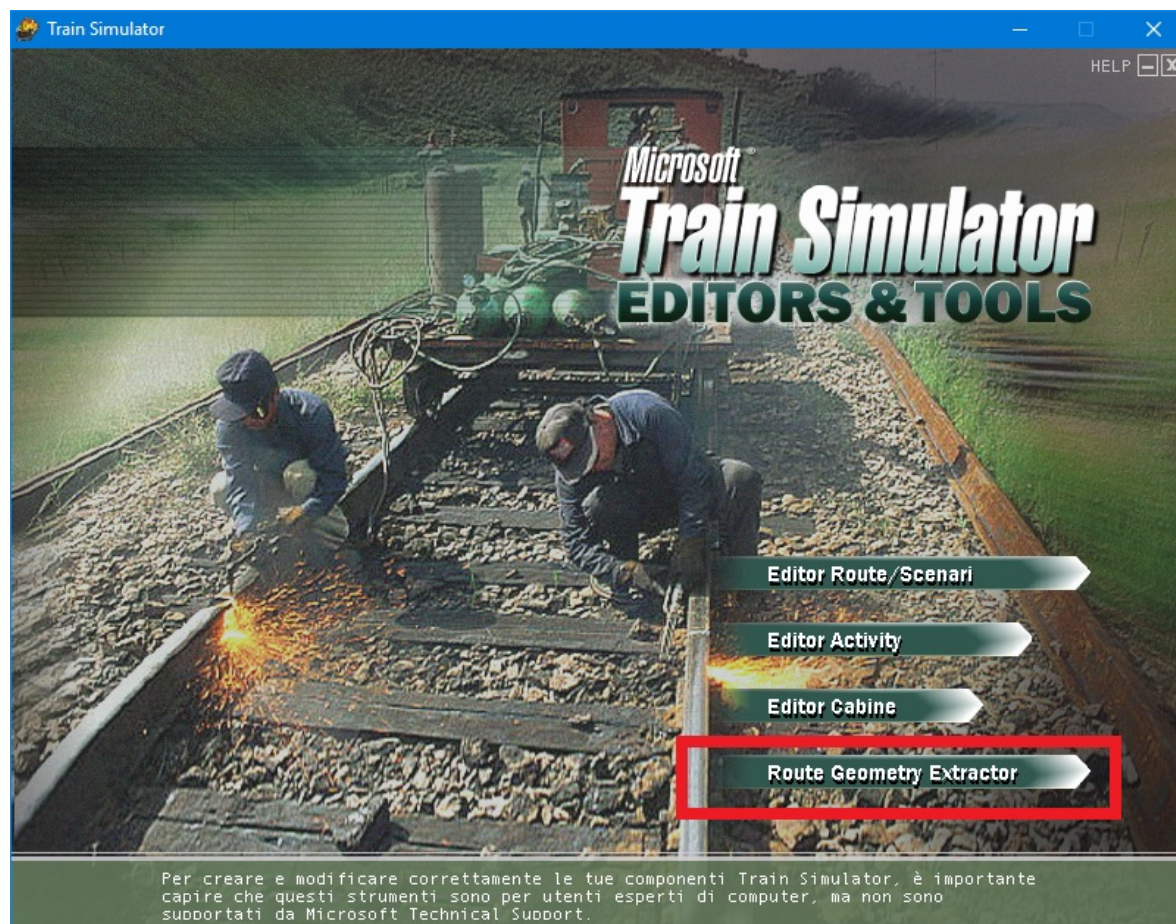 Train Simulator
HELP
Microsoft®
Train Simulator
EDITORS & TOOLS
Editor Route/Scenari
Editor Activity
Editor Cabine
Route Geometry Extractor
Per creare e modificare correttamente le tue componenti Train Simulator, è importante
capire che questi strumenti sono per utenti esperti di computer, ma non sono
supportati da Microsoft Technical Support.